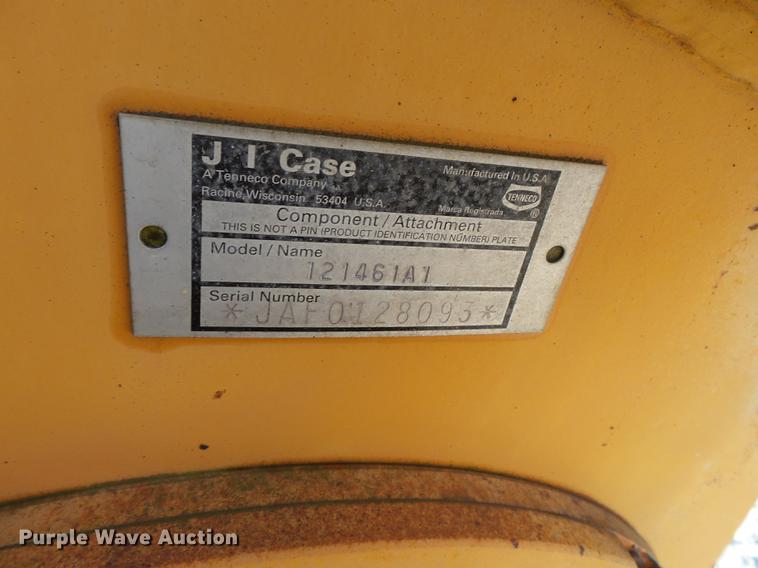 J I Case
A Tenneco Company
Racine, Wisconsin 53404 U.S.A.
Manufactured In U.S.A.
TENNECO
Marca Registrada ®
Component / Attachment
THIS IS NOT A PIN (PRODUCT IDENTIFICATION NUMBER) PLATE
Model / Name
121461A1
Serial Number
*JAF0128093*
Purple Wave Auction